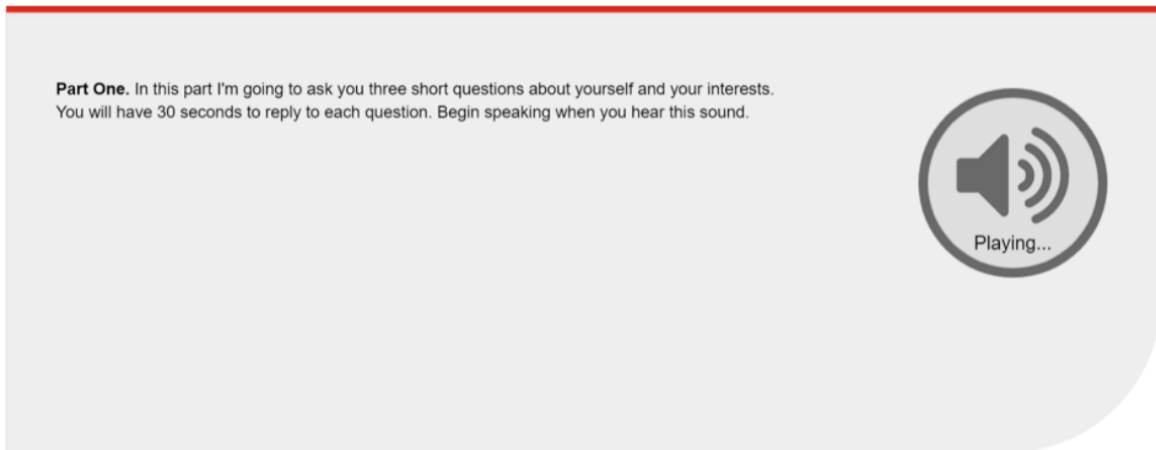 Part One. In this part I'm going to ask you three short questions about yourself and your interests.
You will have 30 seconds to reply to each question. Begin speaking when you hear this sound.
Playing...